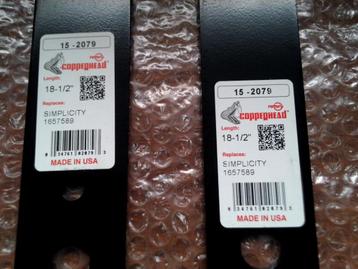 15-2079
COPPERHEAD
Length:
18-1/2"
Replaces:
SIMPLICITY
1657589
MADE IN USA
15-2079
COPPERHEAD
Length:
18-1/2"
Replaces:
SIMPLICITY
1657589
MADE IN USA